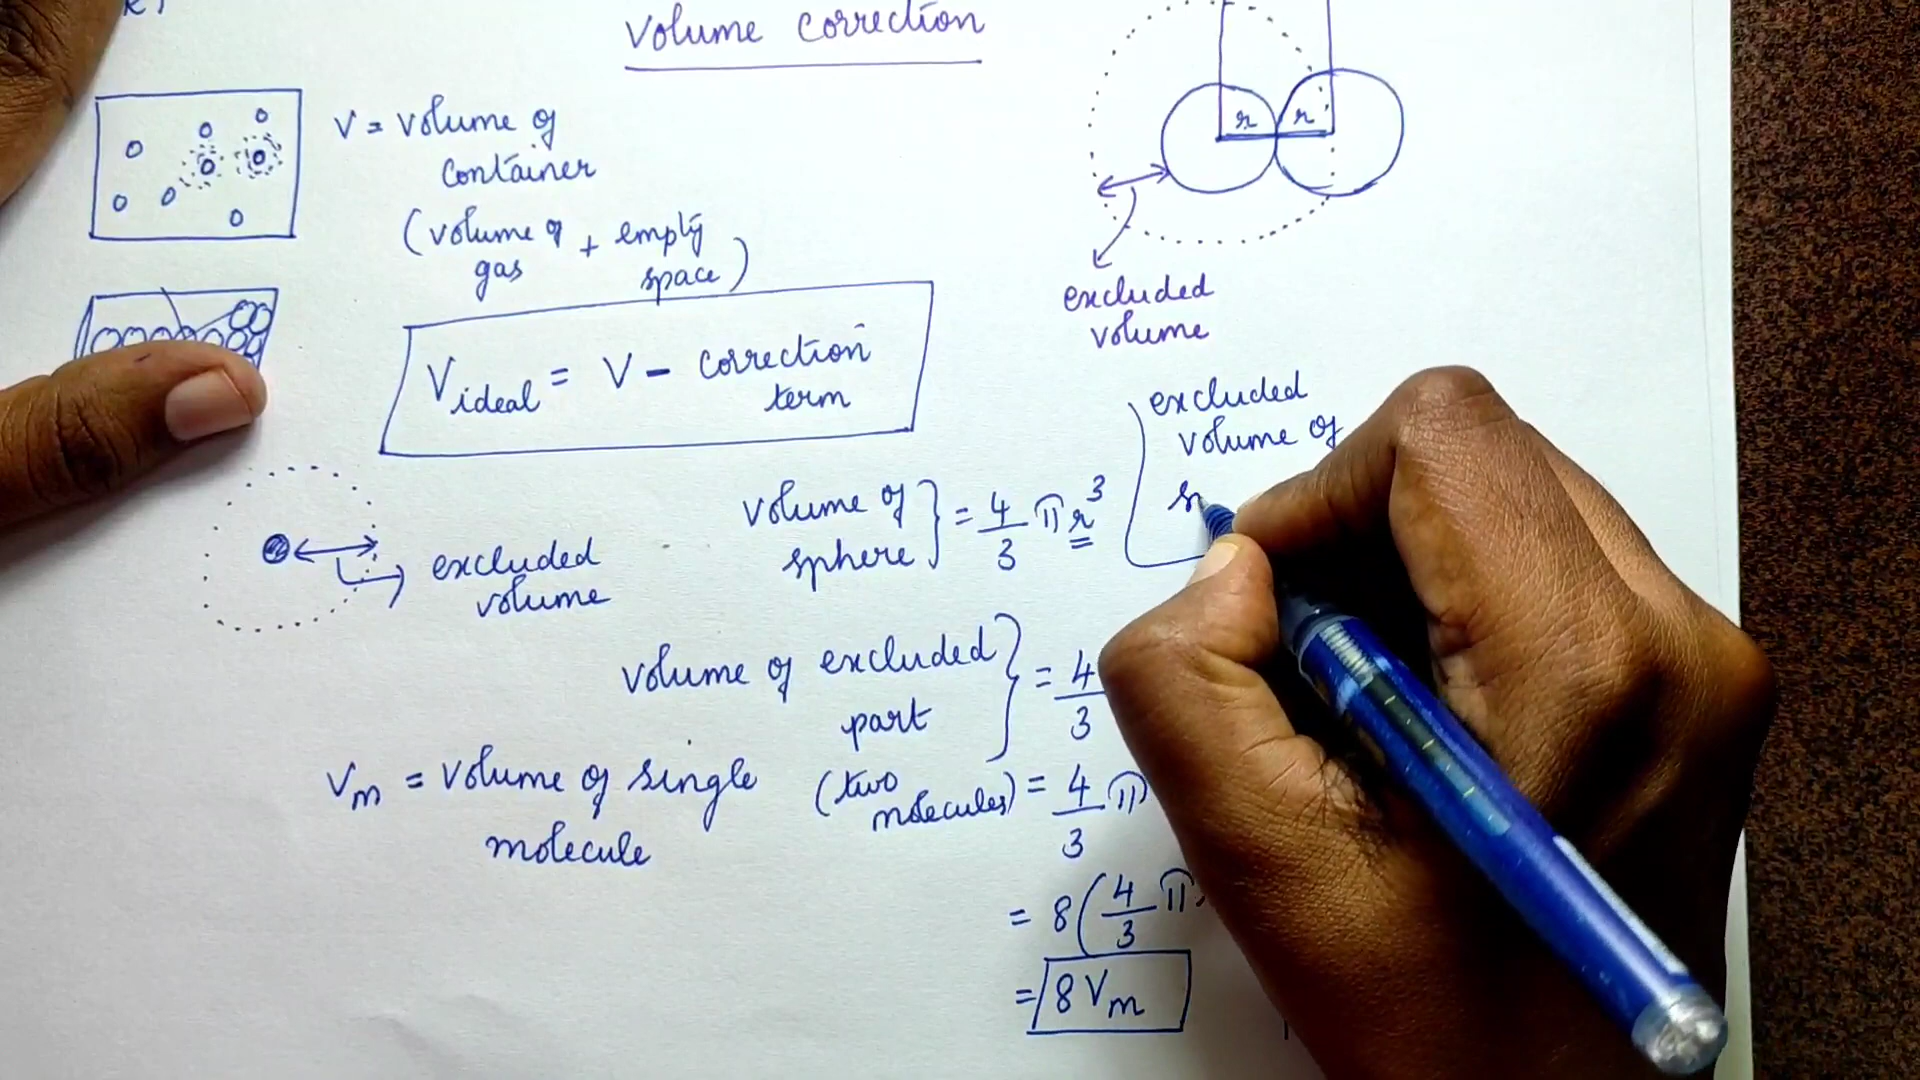 Volume Correction
V = Volume of
Container
(Volume of + empty
gas space)
V ideal = V - Correction
term
r r
excluded
volume
excluded
volume of
volume of } = 4/3 π r³
sphere
excluded
volume
volume of excluded } = 4/3
part
Vm = Volume of single
molecule
(two
molecules) = 4/3 π
= 8(4/3 π
= 8 Vm